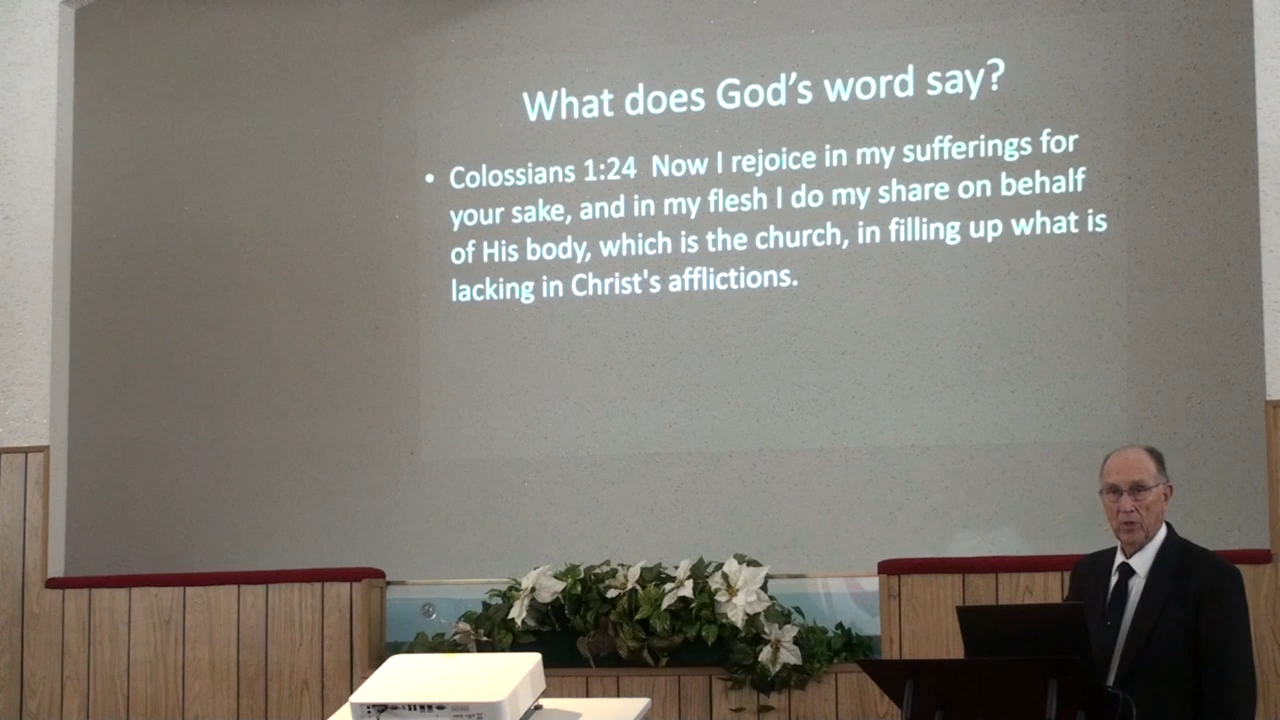 What does God’s word say?
• Colossians 1:24  Now I rejoice in my sufferings for
your sake, and in my flesh I do my share on behalf
of His body, which is the church, in filling up what is
lacking in Christ's afflictions.